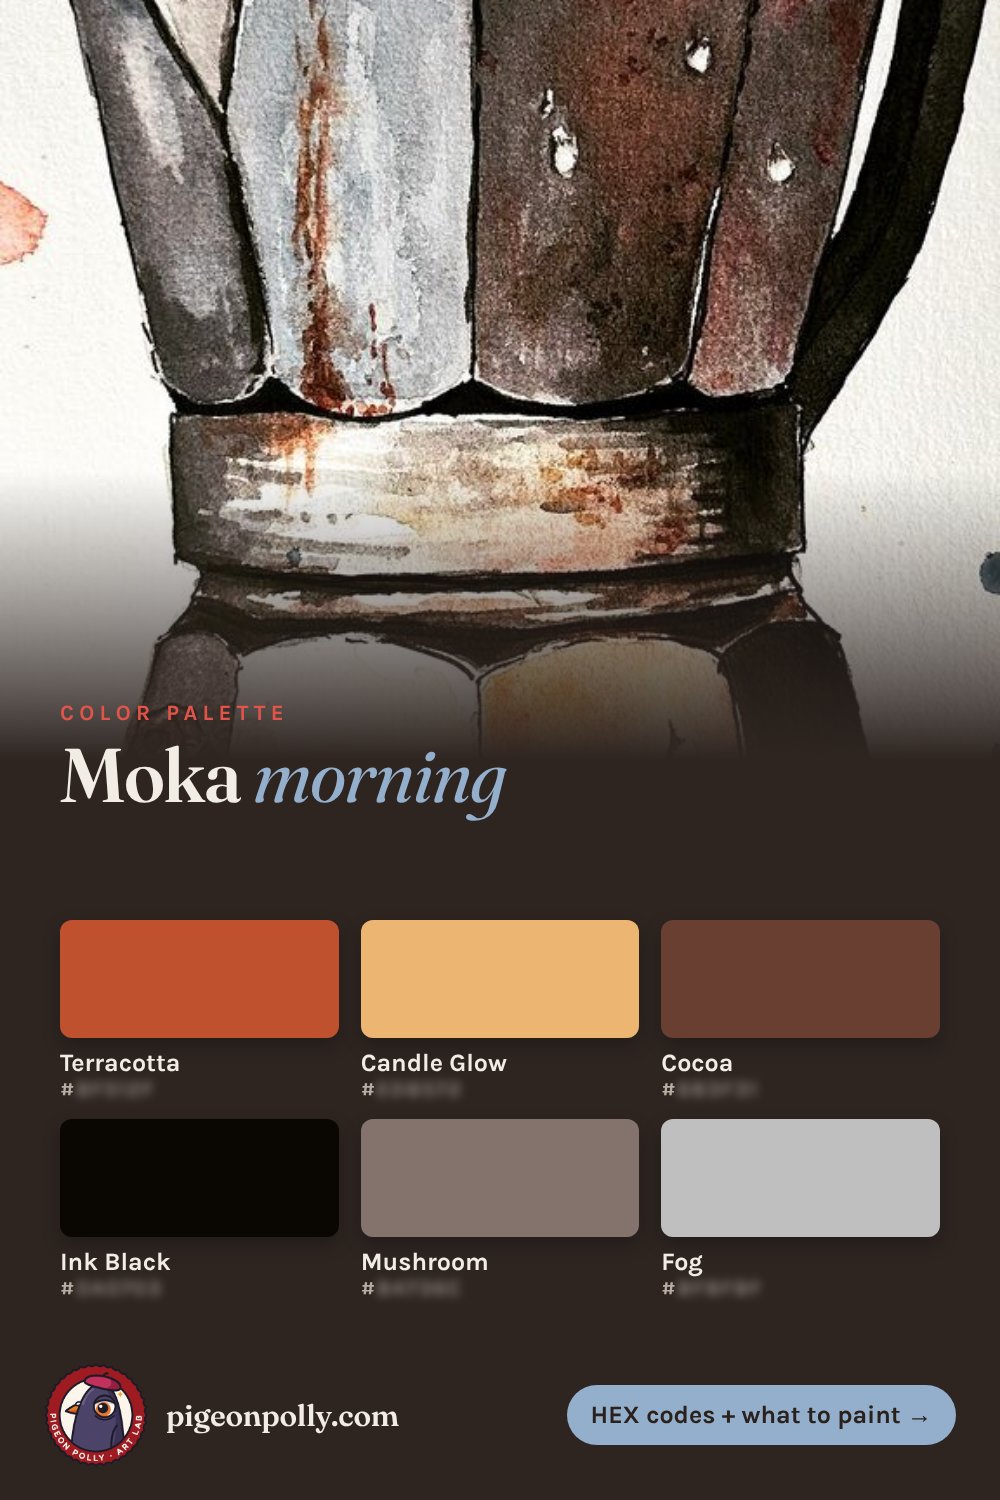 COLOR PALETTE
Moka morning
Terracotta
Candle Glow
Cocoa
#
#
#
Ink Black
Mushroom
Fog
#
#
#
PIGEON POLLY · ART LAB
pigeonpolly.com
HEX codes + what to paint →